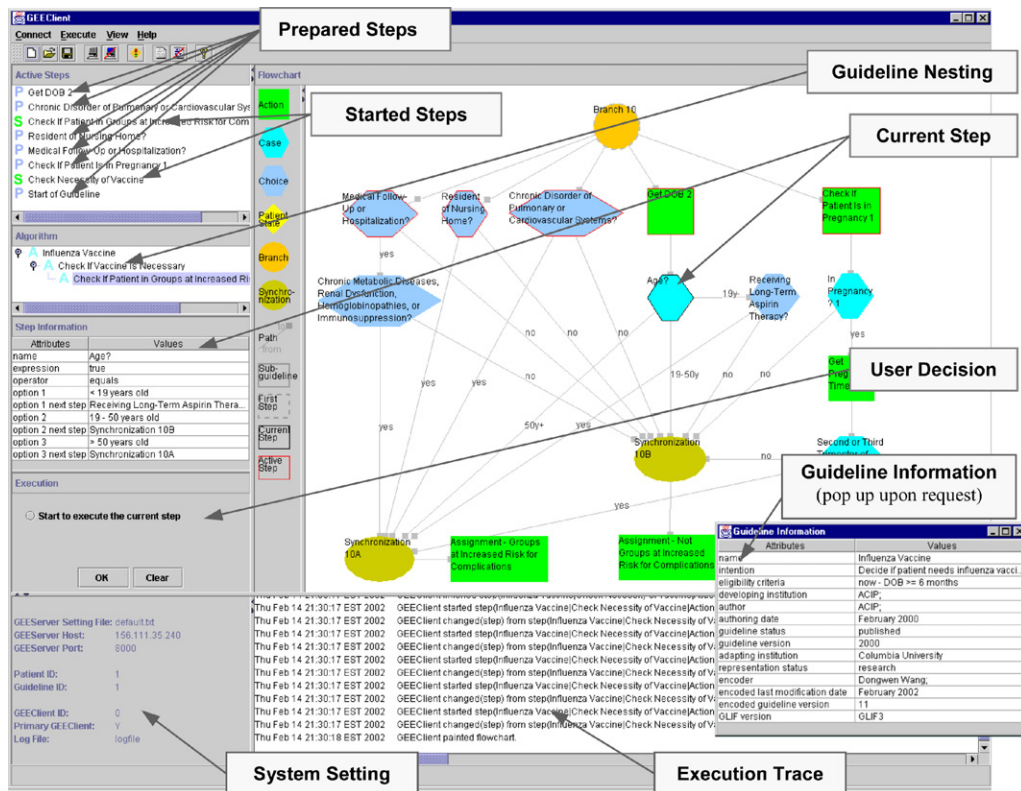 GEEClient
Connect Execute View Help
Prepared Steps
Guideline Nesting
Started Steps
Current Step
User Decision
Guideline Information
(pop up upon request)
System Setting
Execution Trace
Active Steps
P Get DOB 2
P Chronic Disorder of Pulmonary or Cardiovascular Sys
S Check If Patient in Groups at Increased Risk for Com
P Resident of Nursing Home?
P Medical Follow-Up or Hospitalization?
P Check If Patient Is in Pregnancy 1
S Check Necessity of Vaccine
P Start of Guideline
Algorithm
A Influenza Vaccine
A Check If Vaccine Is Necessary
A Check If Patient in Groups at Increased Ri
Step Information
Attributes Values
name Age?
expression true
operator equals
option 1 < 19 years old
option 1 next step Receiving Long-Term Aspirin Thera...
option 2 19 - 50 years old
option 2 next step Synchronization 10B
option 3 > 50 years old
option 3 next step Synchronization 10A
Execution
Start to execute the current step
OK Clear
Flowchart
Action
Case
Choice
Patient
State
Branch
Synchro-
nization
to
Path
from
Sub-
guideline
First
Step
Current
Step
Active
Step
Branch 10
Medical Follow-
Up or
Hospitalization?
Resident
of Nursing
Home?
Chronic Disorder of
Pulmonary or
Cardiovascular Systems?
Get DOB 2
Check If
Patient Is in
Pregnancy 1
yes
Chronic Metabolic Diseases,
Renal Dysfunction,
Hemoglobinopathies, or
Immunosuppression?
Age?
19y-
Receiving
Long-Term
Aspirin
Therapy?
In
Pregnancy
? 1
no
no
no
no
yes
yes
yes
19-50y
no
no
Get
Time
yes
50y+
yes
Synchronization
10B
no
Second or Third
Trimester of
yes
Synchronization
10A
Assignment - Groups
at Increased Risk for
Complications
Assignment - Not
Groups at Increased
Risk for Complications
Guideline Information
Attributes Values
name Influenza Vaccine
intention Decide if patient needs influenza vacci...
eligibility criteria now - DOB >= 6 months
developing institution ACIP;
author ACIP;
authoring date February 2000
guideline status published
guideline version 2000
adapting institution Columbia University
representation status research
encoder Dongwen Wang;
encoded last modification date February 2002
encoded guideline version 11
GLIF version GLIF3
GEEServer Setting File: default.txt
GEEServer Host: 156.111.35.240
GEEServer Port: 8000
Patient ID: 1
Guideline ID: 1
GEEClient ID: 0
Primary GEEClient: Y
Log File: logfile
Thu Feb 14 21:30:17 EST 2002 GEEClient started step(Influenza Vaccine|Check Necessity of Vaccine|Action
Thu Feb 14 21:30:17 EST 2002 GEEClient changed(step) from step(Influenza Vaccine|Check Necessity of V
Thu Feb 14 21:30:17 EST 2002 GEEClient started step(Influenza Vaccine|Check Necessity of Vaccine|Action
Thu Feb 14 21:30:17 EST 2002 GEEClient changed(step) from step(Influenza Vaccine|Check Necessity of V
Thu Feb 14 21:30:17 EST 2002 GEEClient started step(Influenza Vaccine|Check Necessity of Vaccine|Action
Thu Feb 14 21:30:17 EST 2002 GEEClient changed(step) from step(Influenza Vaccine|Check Necessity of V
Thu Feb 14 21:30:17 EST 2002 GEEClient started step(Influenza Vaccine|Check Necessity of Vaccine|Action
Thu Feb 14 21:30:17 EST 2002 GEEClient changed(step) from step(Influenza Vaccine|Check Necessity of V
Thu Feb 14 21:30:17 EST 2002 GEEClient started step(Influenza Vaccine|Check Necessity of Vaccine|Action
Thu Feb 14 21:30:17 EST 2002 GEEClient changed(step) from step(Influenza Vaccine|Check Necessity of V
Thu Feb 14 21:30:18 EST 2002 GEEClient painted flowchart.